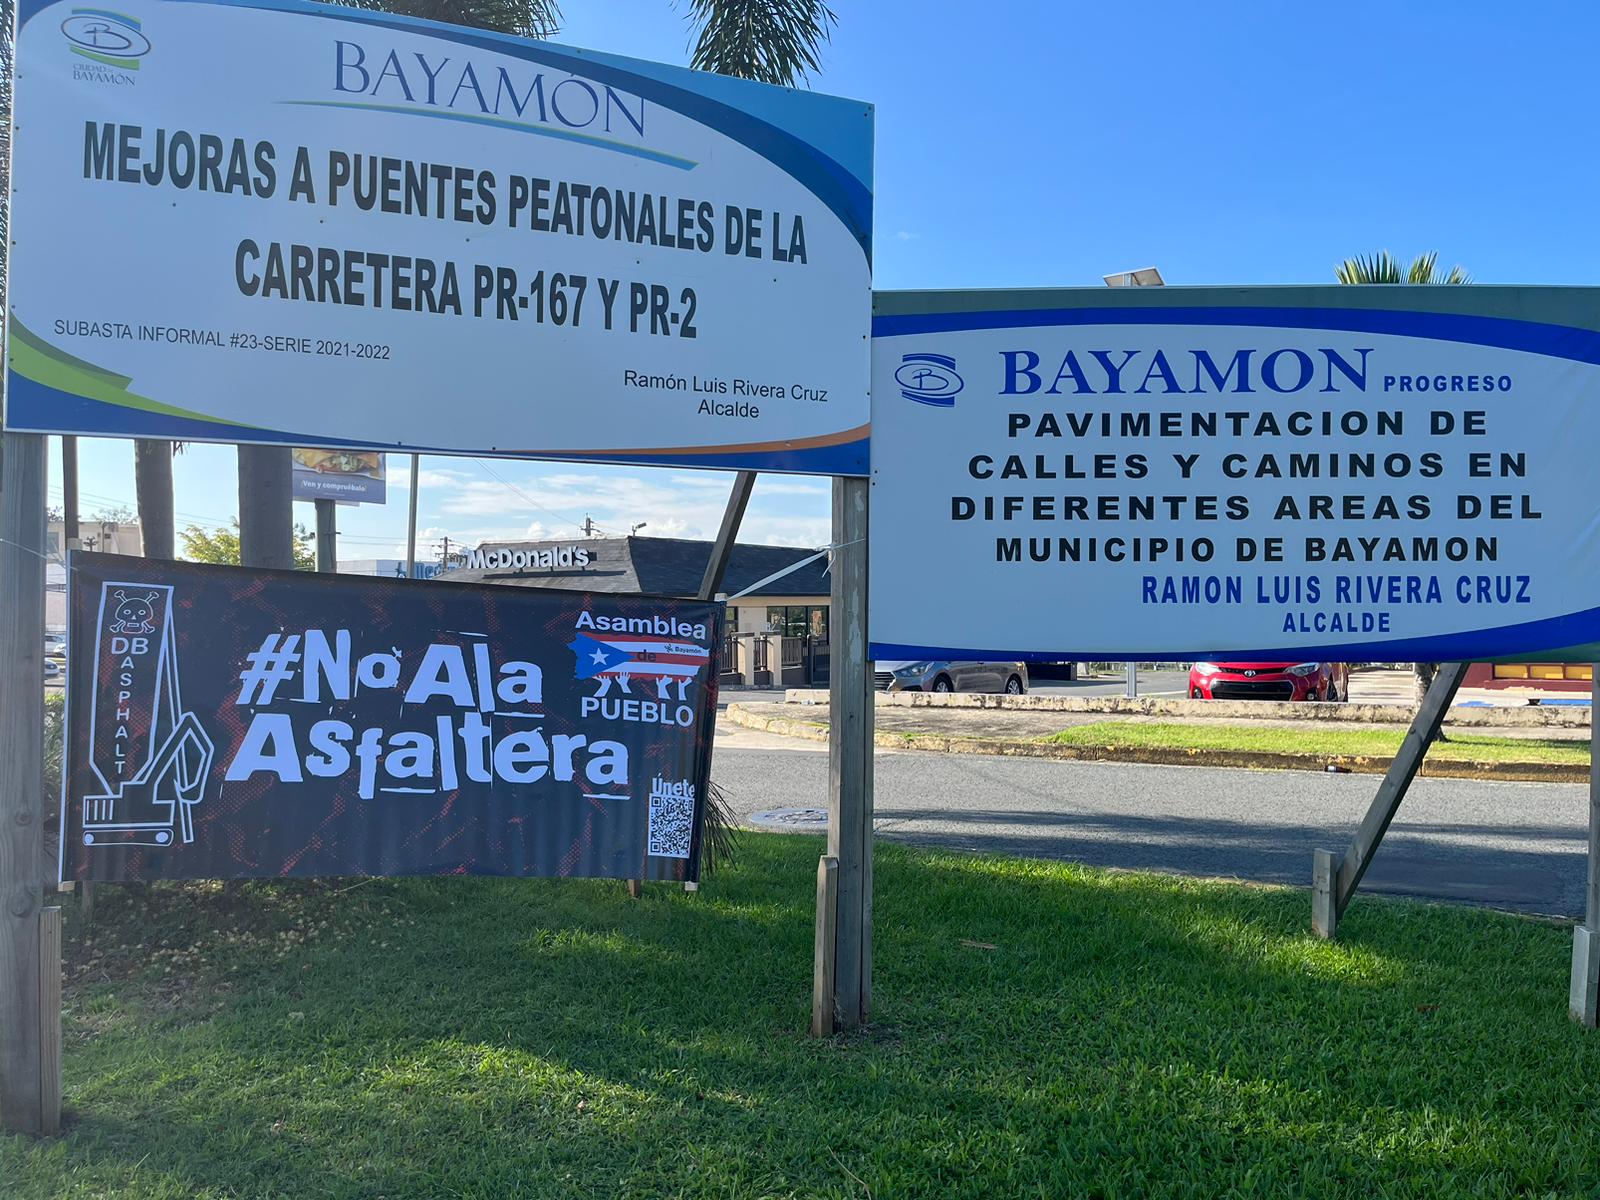 CIUDAD DE
BAYAMÓN
BAYAMÓN
MEJORAS A PUENTES PEATONALES DE LA
CARRETERA PR-167 Y PR-2
SUBASTA INFORMAL #23-SERIE 2021-2022
Ramón Luis Rivera Cruz
Alcalde
BAYAMON PROGRESO
PAVIMENTACION DE
CALLES Y CAMINOS EN
DIFERENTES AREAS DEL
MUNICIPIO DE BAYAMON
RAMON LUIS RIVERA CRUZ
ALCALDE
¡Ven y compruébalo!
McDonald's
DB
ASPHALT
#NoAla
Asfaltera
Asamblea
de Bayamón
PUEBLO
Únete